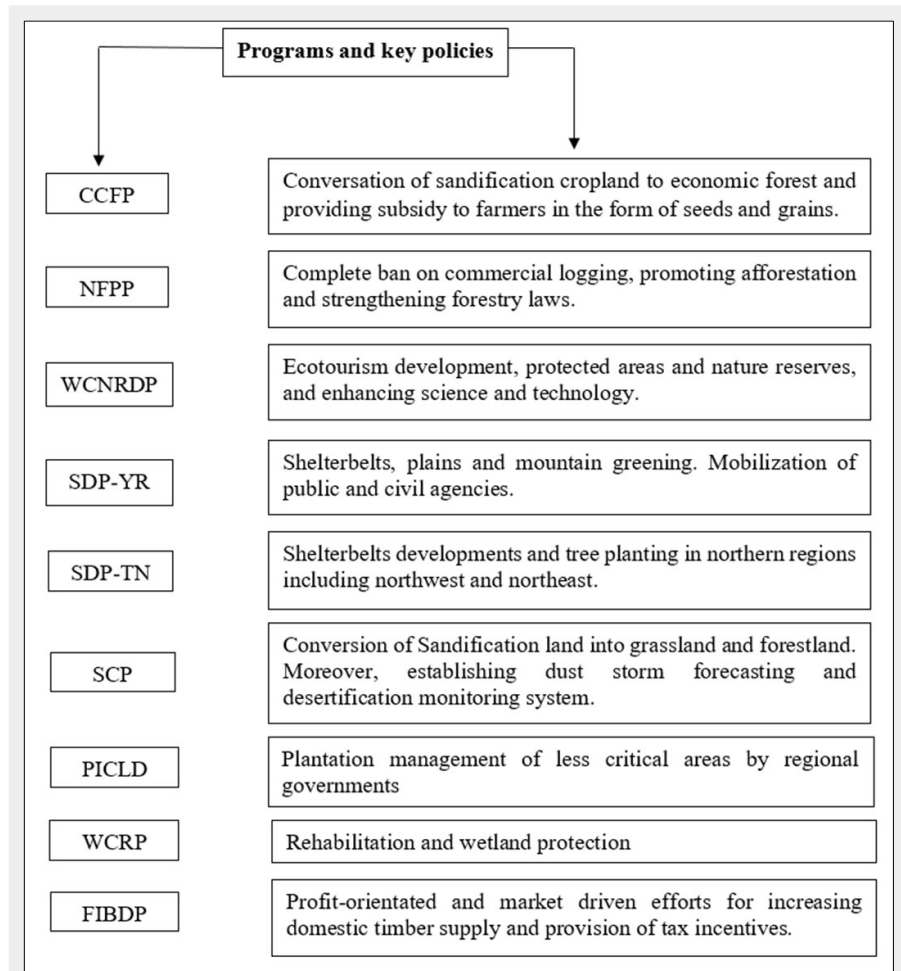 Programs and key policies
CCFP
Conversation of sandification cropland to economic forest and
providing subsidy to farmers in the form of seeds and grains.
NFPP
Complete ban on commercial logging, promoting afforestation
and strengthening forestry laws.
WCNRDP
Ecotourism development, protected areas and nature reserves,
and enhancing science and technology.
SDP-YR
Shelterbelts, plains and mountain greening. Mobilization of
public and civil agencies.
SDP-TN
Shelterbelts developments and tree planting in northern regions
including northwest and northeast.
SCP
Conversion of Sandification land into grassland and forestland.
Moreover, establishing dust storm forecasting and
desertification monitoring system.
PICLD
Plantation management of less critical areas by regional
governments
WCRP
Rehabilitation and wetland protection
FIBDP
Profit-orientated and market driven efforts for increasing
domestic timber supply and provision of tax incentives.